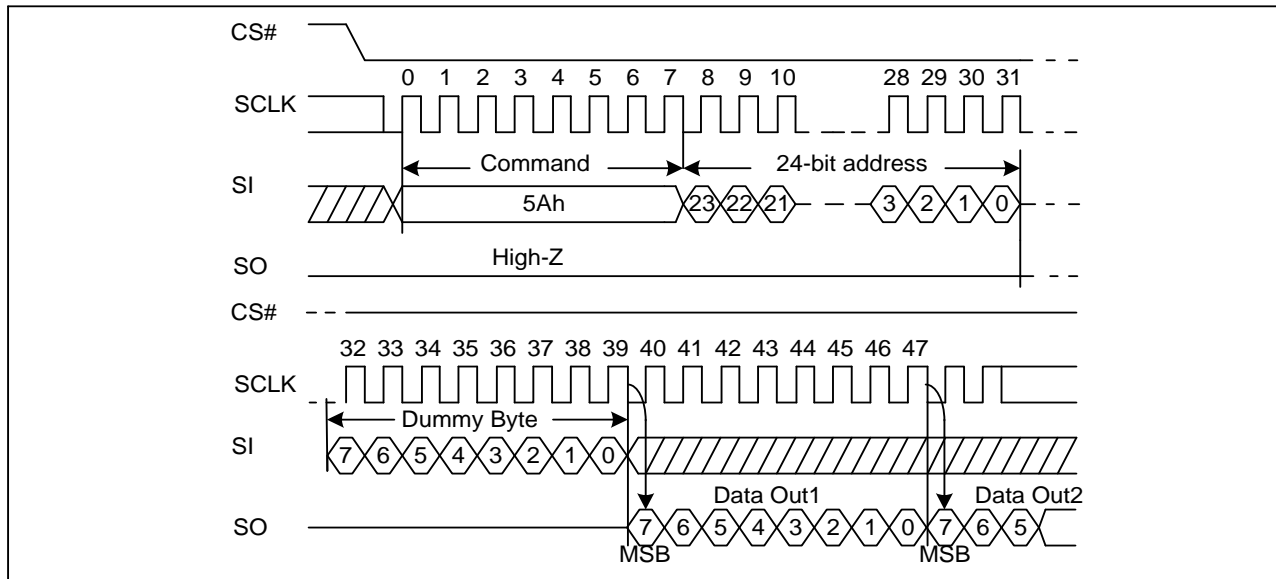 CS#
0 1 2 3 4 5 6 7 8 9 10 28 29 30 31
SCLK
Command 24-bit address
SI
5Ah 23 22 21 3 2 1 0
High-Z
SO
CS#
32 33 34 35 36 37 38 39 40 41 42 43 44 45 46 47
SCLK
Dummy Byte
SI
7 6 5 4 3 2 1 0
Data Out1 Data Out2
SO
7 6 5 4 3 2 1 0 7 6 5
MSB MSB